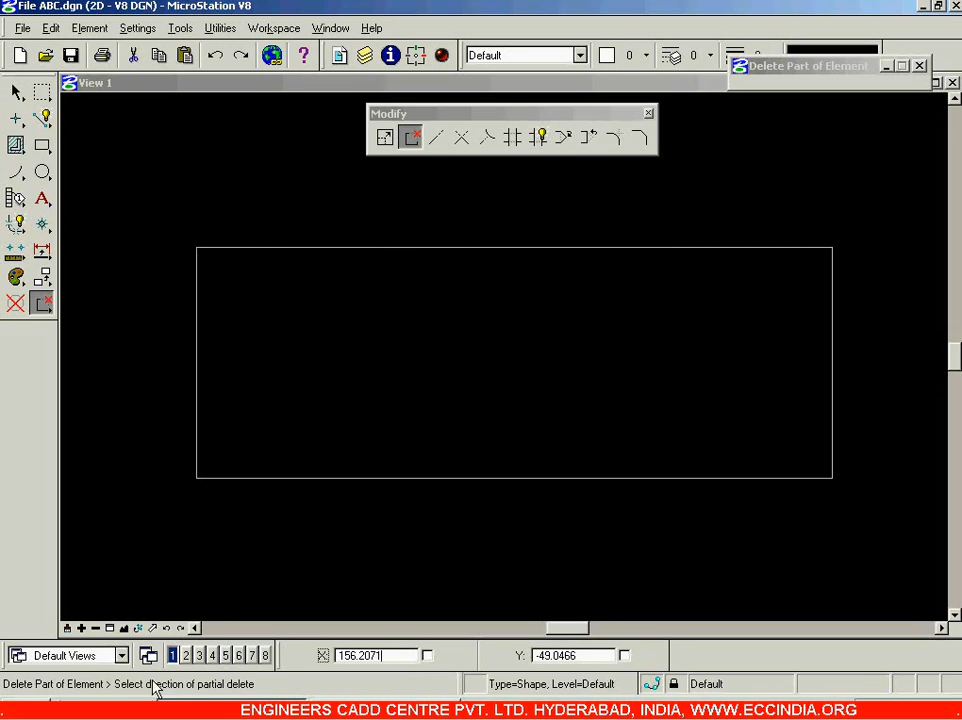 File ABC.dgn (2D - V8 DGN) - MicroStation V8
File Edit Element Settings Tools Utilities Workspace Window Help
Default 0 0
Delete Part of Element
View 1
Modify
Default Views 1 2 3 4 5 6 7 8 X: 156.2071 Y: -49.0466
Delete Part of Element > Select direction of partial delete Type=Shape, Level=Default Default
ENGINEERS CADD CENTRE PVT. LTD. HYDERABAD, INDIA, WWW.ECCINDIA.ORG